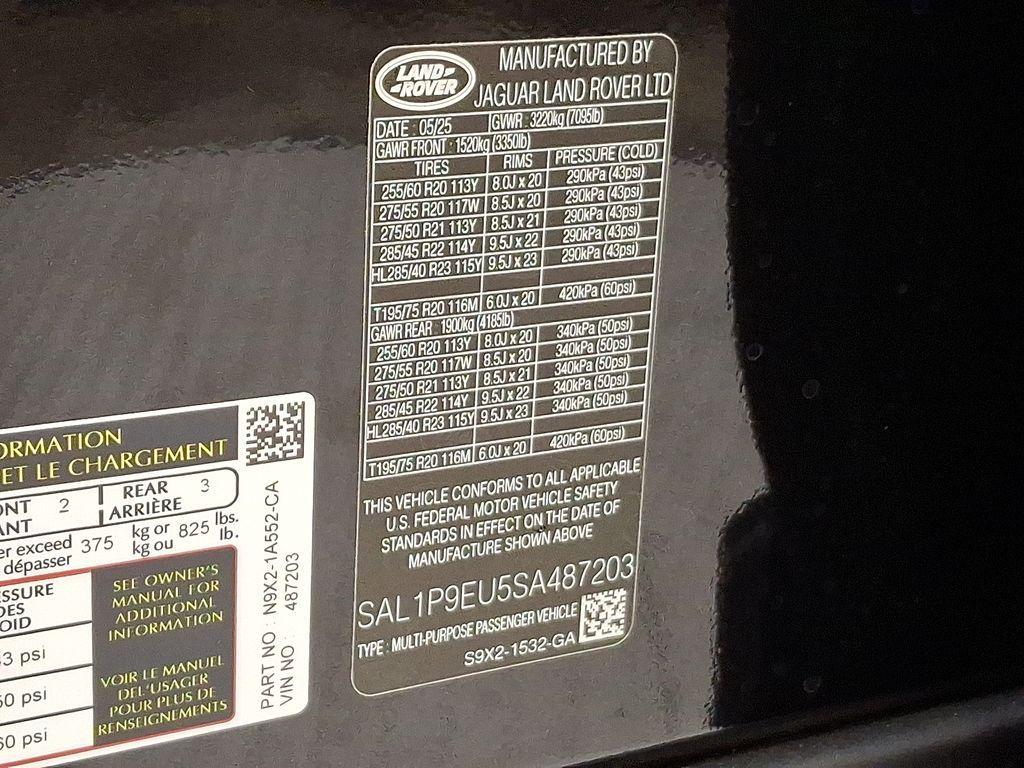 LAND ROVER
MANUFACTURED BY
JAGUAR LAND ROVER LTD
DATE : 05/25 GVWR : 3220kg (7095lb)
GAWR FRONT : 1520kg (3350lb)
TIRES RIMS PRESSURE (COLD)
255/60 R20 113Y 8.0J x 20 290kPa (43psi)
275/55 R20 117W 8.5J x 20 290kPa (43psi)
275/50 R21 113Y 8.5J x 21 290kPa (43psi)
285/45 R22 114Y 9.5J x 22 290kPa (43psi)
HL285/40 R23 115Y 9.5J x 23 290kPa (43psi)
T195/75 R20 116M 6.0J x 20 420kPa (60psi)
GAWR REAR : 1900kg (4185lb)
255/60 R20 113Y 8.0J x 20 340kPa (50psi)
275/55 R20 117W 8.5J x 20 340kPa (50psi)
275/50 R21 113Y 8.5J x 21 340kPa (50psi)
285/45 R22 114Y 9.5J x 22 340kPa (50psi)
HL285/40 R23 115Y 9.5J x 23 340kPa (50psi)
T195/75 R20 116M 6.0J x 20 420kPa (60psi)
THIS VEHICLE CONFORMS TO ALL APPLICABLE
U.S. FEDERAL MOTOR VEHICLE SAFETY
STANDARDS IN EFFECT ON THE DATE OF
MANUFACTURE SHOWN ABOVE
SAL1P9EU5SA487203
TYPE : MULTI-PURPOSE PASSENGER VEHICLE
S9X2-1532-GA
ORMATION
ET LE CHARGEMENT
ONT 2 REAR 3
ANT ARRIÈRE
er exceed 375 kg or 825 lbs.
dépasser kg ou lb.
ESSURE
DES
OID
3 psi
50 psi
60 psi
SEE OWNER'S
MANUAL FOR
ADDITIONAL
INFORMATION
VOIR LE MANUEL
DEL'USAGER
POUR PLUS DE
RENSEIGNEMENTS
PART NO : N9X2-1A552-CA
VIN NO : 487203